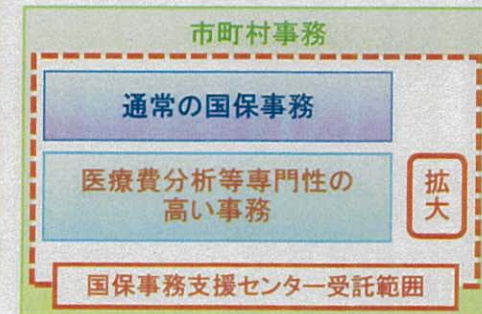 市町村事務
通常の国保事務
医療費分析等専門性の
高い事務
拡大
国保事務支援センター受託範囲